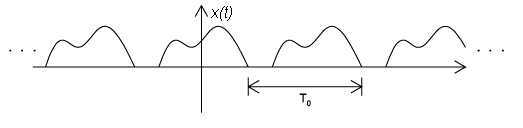 x(t)
. . .
. . .
T₀